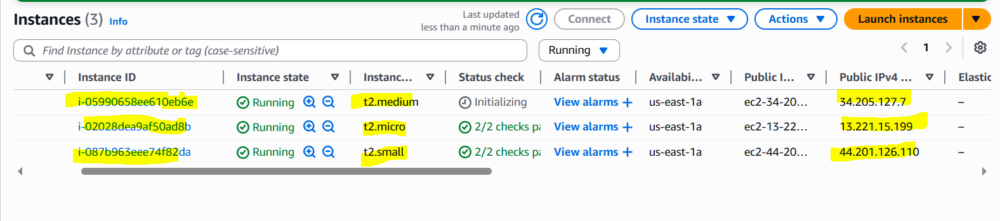 Instances (3) Info
Last updated
less than a minute ago
Connect
Instance state
Actions
Launch instances
Find Instance by attribute or tag (case-sensitive)
Running
1
Instance ID Instance state Instanc... Status check Alarm status Availabi... Public I... Public IPv4 ... Elastic
i-05990658ee610eb6e Running t2.medium Initializing View alarms + us-east-1a ec2-34-20... 34.205.127.7 –
i-02028dea9af50ad8b Running t2.micro 2/2 checks pa View alarms + us-east-1a ec2-13-22... 13.221.15.199 –
i-087b963eee74f82da Running t2.small 2/2 checks pa View alarms + us-east-1a ec2-44-20... 44.201.126.110 –